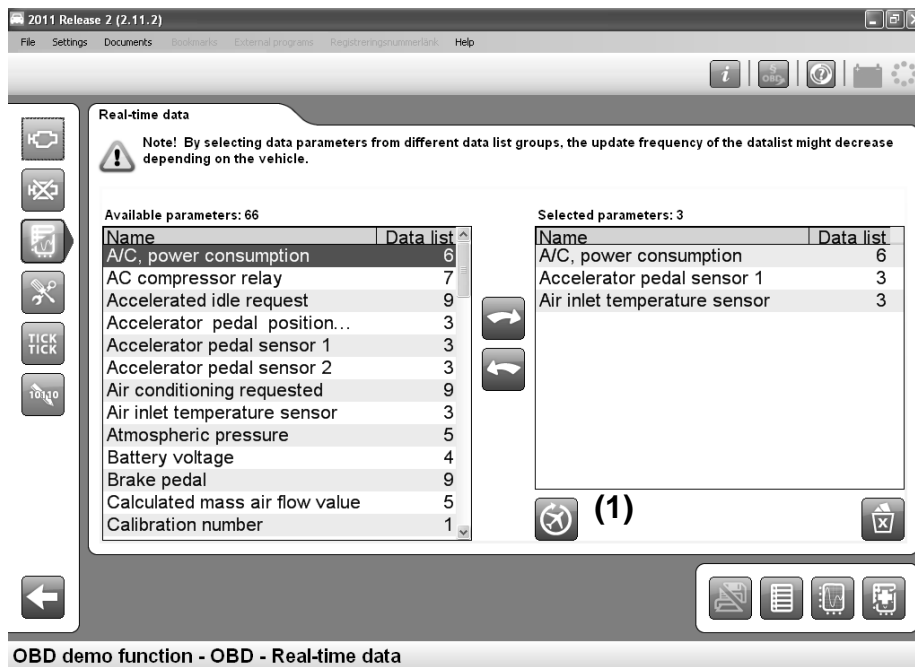 2011 Release 2 (2.11.2)
File Settings Documents Bookmarks External programs Registreringsnummerlänk Help
i
5
OBD
?
Real-time data
Note! By selecting data parameters from different data list groups, the update frequency of the datalist might decrease
depending on the vehicle.
Available parameters: 66
Name Data list
A/C, power consumption 6
AC compressor relay 7
Accelerated idle request 9
Accelerator pedal position... 3
Accelerator pedal sensor 1 3
Accelerator pedal sensor 2 3
Air conditioning requested 9
Air inlet temperature sensor 3
Atmospheric pressure 5
Battery voltage 4
Brake pedal 9
Calculated mass air flow value 5
Calibration number 1
Selected parameters: 3
Name Data list
A/C, power consumption 6
Accelerator pedal sensor 1 3
Air inlet temperature sensor 3
(1)
TICK
TICK
OBD demo function - OBD - Real-time data